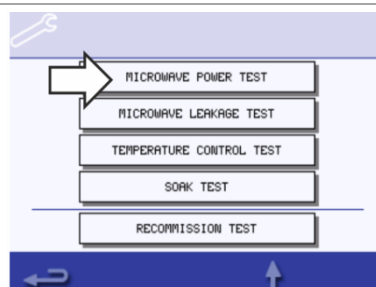 MICROWAVE POWER TEST
MICROWAVE LEAKAGE TEST
TEMPERATURE CONTROL TEST
SOAK TEST
RECOMMISSION TEST